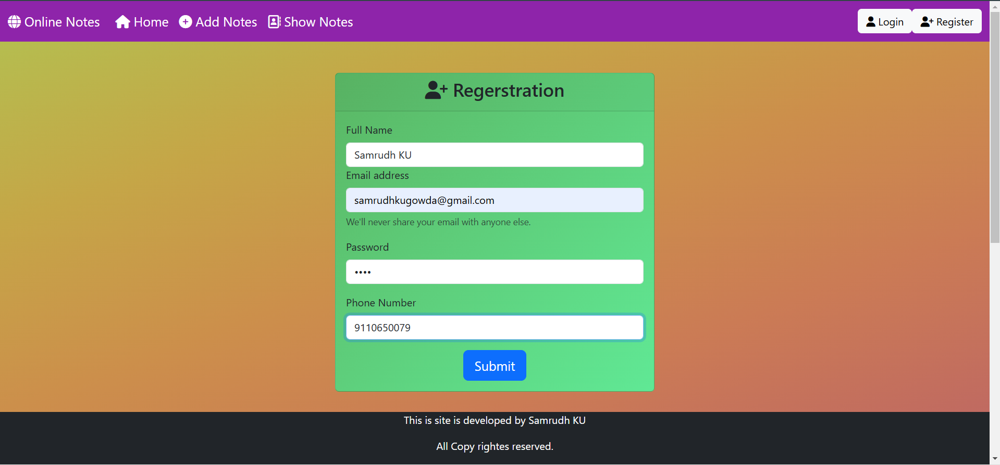 Online Notes Home Add Notes Show Notes Login Register
Regerstration
Full Name
Samrudh KU
Email address
samrudhkugowda@gmail.com
We'll never share your email with anyone else.
Password
••••
Phone Number
9110650079
Submit
This is site is developed by Samrudh KU
All Copy rightes reserved.